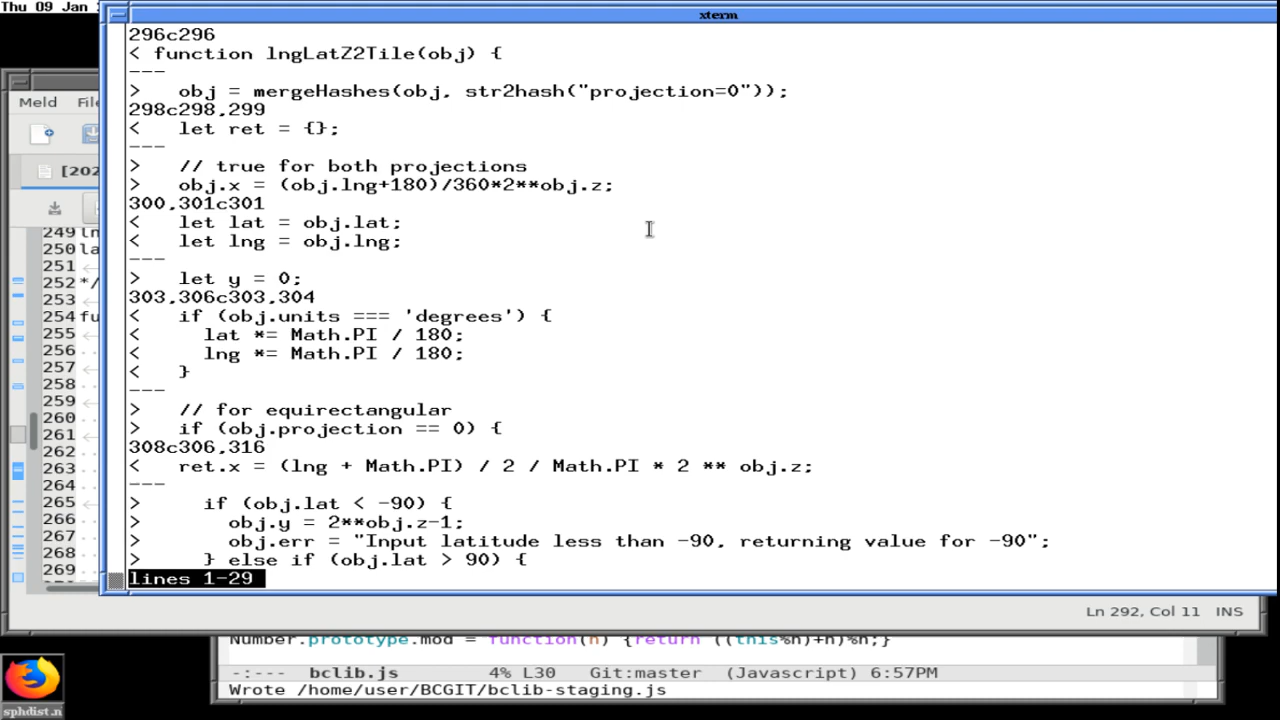 Thu 09 Jan
xterm
296c296
< function lngLatZ2Tile(obj) {
---
>   obj = mergeHashes(obj, str2hash("projection=0"));
298c298,299
<   let ret = {};
---
>   // true for both projections
>   obj.x = (obj.lng+180)/360*2**obj.z;
300,301c301
<   let lat = obj.lat;
<   let lng = obj.lng;
---
>   let y = 0;
303,306c303,304
<   if (obj.units === 'degrees') {
<     lat *= Math.PI / 180;
<     lng *= Math.PI / 180;
<   }
---
>   // for equirectangular
>   if (obj.projection == 0) {
308c306,316
<   ret.x = (lng + Math.PI) / 2 / Math.PI * 2 ** obj.z;
---
>     if (obj.lat < -90) {
>       obj.y = 2**obj.z-1;
>       obj.err = "Input latitude less than -90, returning value for -90";
>     } else if (obj.lat > 90) {
lines 1-29
Meld File
[202
249
250 la
251
252 */
253
254 fu
255
256
257
258
259
260
261
262
263
264
265
266
267
268
269
Ln 292, Col 11 INS
Number.prototype.mod = function(n) {return ((this%n)+n)%n;}
-:--- bclib.js 4% L30 Git:master (Javascript) 6:57PM
Wrote /home/user/BCGIT/bclib-staging.js
sphdist.n